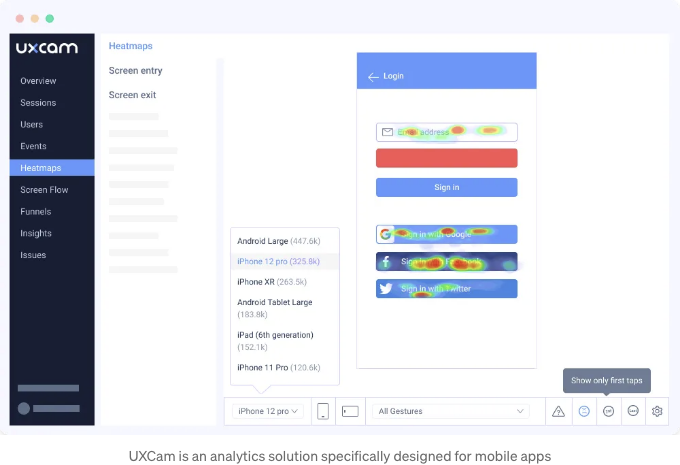 uxcam
Overview
Sessions
Users
Events
Heatmaps
Screen Flow
Funnels
Insights
Issues
Heatmaps
Screen entry
Screen exit
Login
Email address
Sign in
Sign in with Google
Sign in with Facebook
Sign in with Twitter
Android Large (447.6k)
iPhone 12 pro (325.8k)
iPhone XR (263.5k)
Android Tablet Large
(183.8k)
iPad (6th generation)
(152.1k)
iPhone 11 Pro (120.6k)
Show only first taps
iPhone 12 pro
All Gestures
UXCam is an analytics solution specifically designed for mobile apps